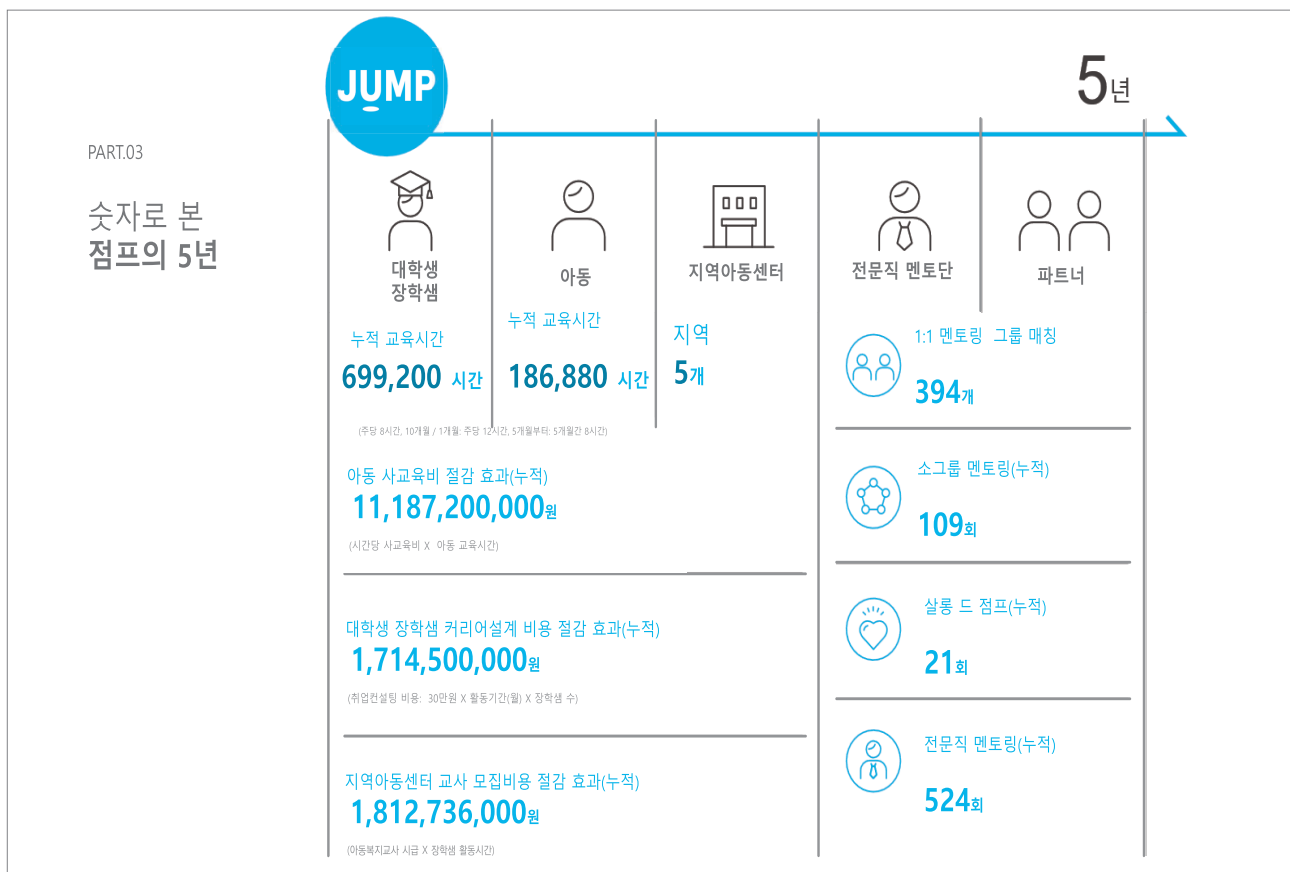 JUMP
5년
PART.03
숫자로 본
점프의 5년
대학생
장학샘
아동
지역아동센터
전문직 멘토단
파트너
누적 교육시간
699,200 시간
누적 교육시간
186,880 시간
지역
5개
(주당 8시간, 10개월 / 1개월: 주당 12시간, 5개월부터: 5개월간 8시간)
아동 사교육비 절감 효과(누적)
11,187,200,000원
(시간당 사교육비 X 아동 교육시간)
대학생 장학샘 커리어설계 비용 절감 효과(누적)
1,714,500,000원
(취업컨설팅 비용: 30만원 X 활동기간(월) X 장학샘 수)
지역아동센터 교사 모집비용 절감 효과(누적)
1,812,736,000원
(아동복지교사 시급 X 장학샘 활동시간)
1:1 멘토링 그룹 매칭
394개
소그룹 멘토링(누적)
109회
살롱 드 점프(누적)
21회
전문직 멘토링(누적)
524회